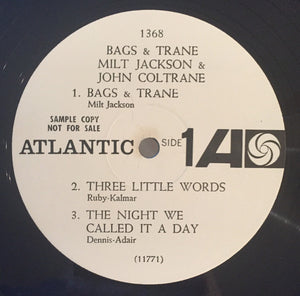 1368
BAGS & TRANE
MILT JACKSON &
JOHN COLTRANE
1. BAGS & TRANE
Milt Jackson
SAMPLE COPY
NOT FOR SALE
ATLANTIC
SIDE 1
A
2. THREE LITTLE WORDS
Ruby-Kalmar
3. THE NIGHT WE
CALLED IT A DAY
Dennis-Adair
(11771)